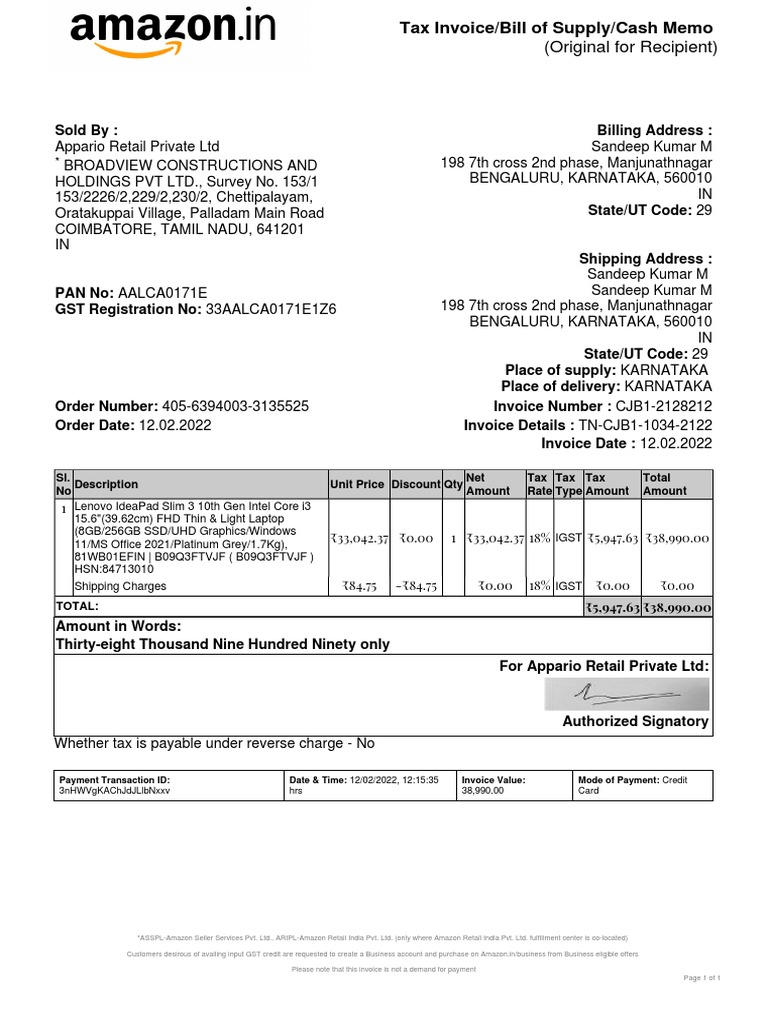 amazon.in
Tax Invoice/Bill of Supply/Cash Memo
(Original for Recipient)
Sold By :
Appario Retail Private Ltd
* BROADVIEW CONSTRUCTIONS AND
HOLDINGS PVT LTD., Survey No. 153/1
153/2226/2,229/2,230/2, Chettipalayam,
Oratakuppai Village, Palladam Main Road
COIMBATORE, TAMIL NADU, 641201
IN
Billing Address :
Sandeep Kumar M
198 7th cross 2nd phase, Manjunathnagar
BENGALURU, KARNATAKA, 560010
IN
State/UT Code: 29
PAN No: AALCA0171E
GST Registration No: 33AALCA0171E1Z6
Shipping Address :
Sandeep Kumar M
Sandeep Kumar M
198 7th cross 2nd phase, Manjunathnagar
BENGALURU, KARNATAKA, 560010
IN
State/UT Code: 29
Place of supply: KARNATAKA
Place of delivery: KARNATAKA
Order Number: 405-6394003-3135525
Order Date: 12.02.2022
Invoice Number : CJB1-2128212
Invoice Details : TN-CJB1-1034-2122
Invoice Date : 12.02.2022
Sl. No Description Unit Price Discount Qty Net Amount Tax Rate Tax Type Tax Amount Total Amount
1 Lenovo IdeaPad Slim 3 10th Gen Intel Core i3
15.6"(39.62cm) FHD Thin & Light Laptop
(8GB/256GB SSD/UHD Graphics/Windows
11/MS Office 2021/Platinum Grey/1.7Kg),
81WB01EFIN | B09Q3FTVJF ( B09Q3FTVJF )
HSN:84713010
₹33,042.37 ₹0.00 1 ₹33,042.37 18% IGST ₹5,947.63 ₹38,990.00
Shipping Charges ₹84.75 -₹84.75 ₹0.00 18% IGST ₹0.00 ₹0.00
TOTAL: ₹5,947.63 ₹38,990.00
Amount in Words:
Thirty-eight Thousand Nine Hundred Ninety only
For Appario Retail Private Ltd:
Authorized Signatory
Whether tax is payable under reverse charge - No
Payment Transaction ID:
3nHWVgKAChJdJLlbNxxv
Date & Time: 12/02/2022, 12:15:35
hrs
Invoice Value:
38,990.00
Mode of Payment: Credit
Card
*ASSPL-Amazon Seller Services Pvt. Ltd., ARIPL-Amazon Retail India Pvt. Ltd. (only where Amazon Retail India Pvt. Ltd. fulfillment center is co-located)
Customers desirous of availing input GST credit are requested to create a Business account and purchase on Amazon.in/business from Business eligible offers
Please note that this invoice is not a demand for payment
Page 1 of 1